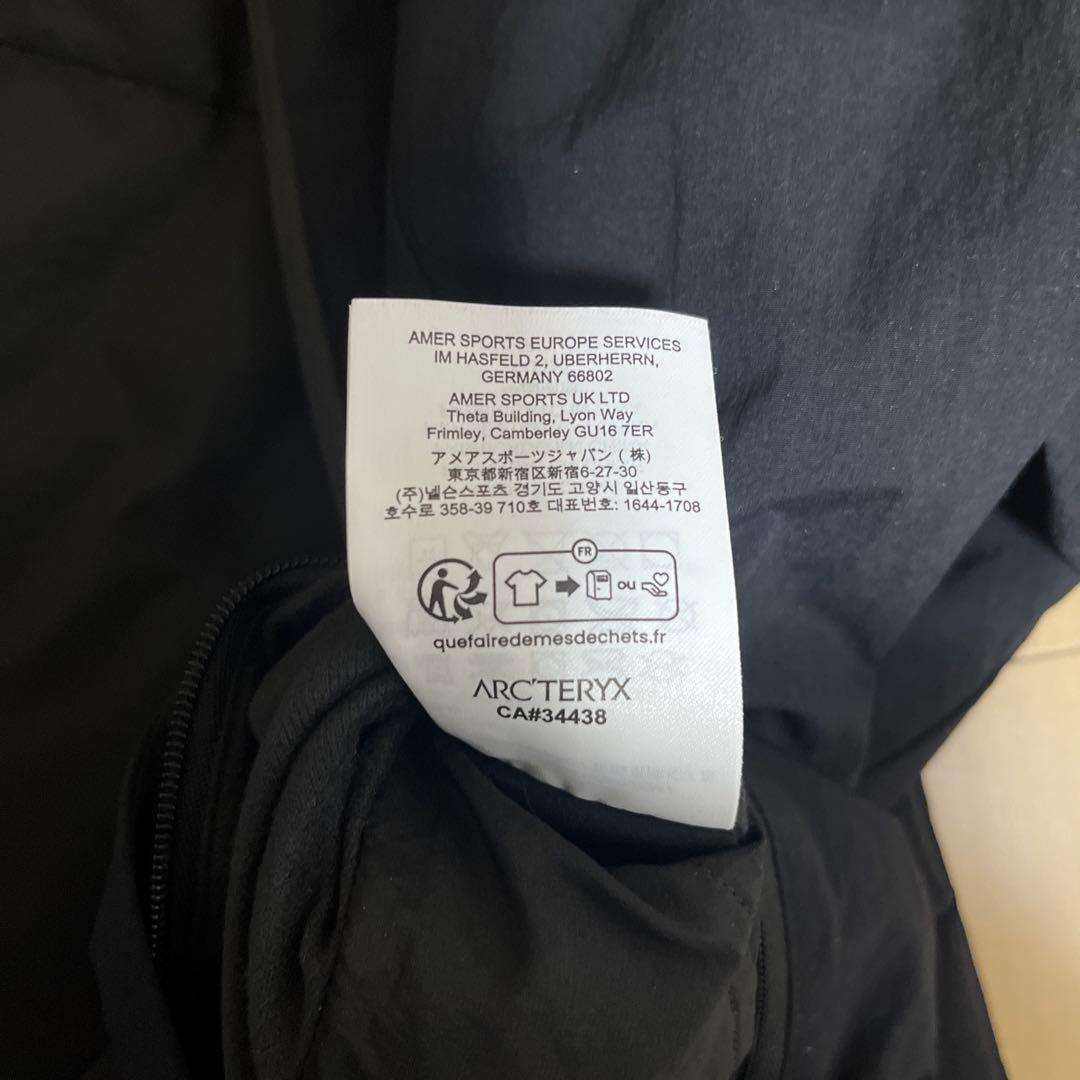 AMER SPORTS EUROPE SERVICES
IM HASFELD 2, UBERHERRN,
GERMANY 66802
AMER SPORTS UK LTD
Theta Building, Lyon Way
Frimley, Camberley GU16 7ER
アメアスポーツジャパン (株)
東京都新宿区新宿6-27-30
(주)넬슨스포츠 경기도 고양시 일산동구
호수로 358-39 710호 대표번호: 1644-1708
FR
ou
quefairedemesdechets.fr
ARC'TERYX
CA#34438